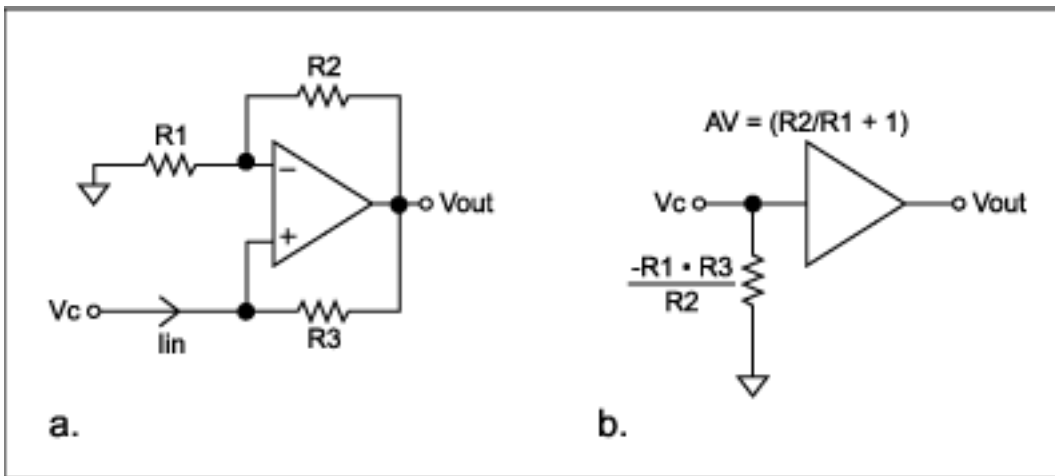 R2
R1
−
+
Vout
Vc
Iin
R3
a.
AV = (R2/R1 + 1)
Vc
Vout
-R1 • R3
R2
b.